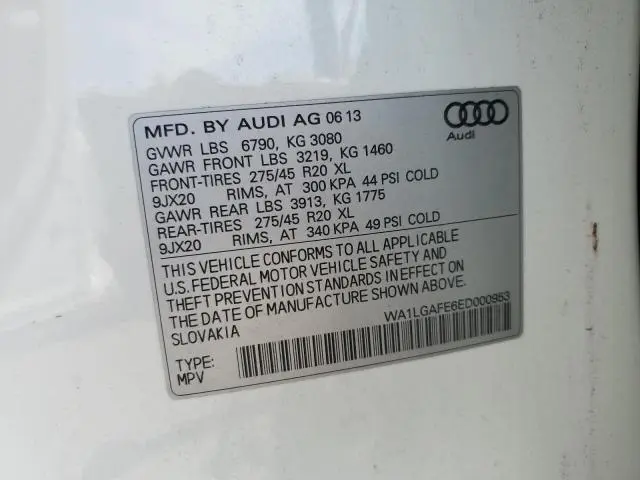 MFD. BY AUDI AG 06 13
GVWR LBS 6790, KG 3080
GAWR FRONT LBS 3219, KG 1460
FRONT-TIRES 275/45 R20 XL
9JX20 RIMS, AT 300 KPA 44 PSI COLD
GAWR REAR LBS 3913, KG 1775
REAR-TIRES 275/45 R20 XL
9JX20 RIMS, AT 340 KPA 49 PSI COLD
Audi
THIS VEHICLE CONFORMS TO ALL APPLICABLE
U.S. FEDERAL MOTOR VEHICLE SAFETY AND
THEFT PREVENTION STANDARDS IN EFFECT ON
THE DATE OF MANUFACTURE SHOWN ABOVE.
SLOVAKIA
WA1LGAFE6ED000953
TYPE:
MPV